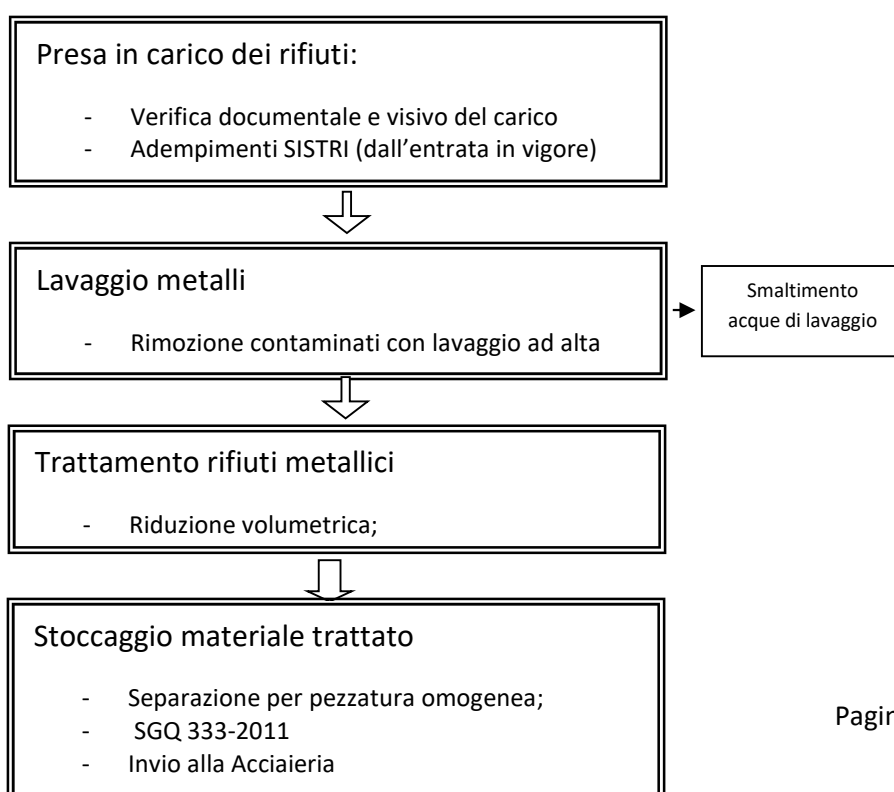 Presa in carico dei rifiuti:
- Verifica documentale e visivo del carico
- Adempimenti SISTRI (dall'entrata in vigore)
Lavaggio metalli
- Rimozione contaminati con lavaggio ad alta
Smaltimento
acque di lavaggio
Trattamento rifiuti metallici
- Riduzione volumetrica;
Stoccaggio materiale trattato
- Separazione per pezzatura omogenea;
- SGQ 333-2011
- Invio alla Acciaieria
Pagin